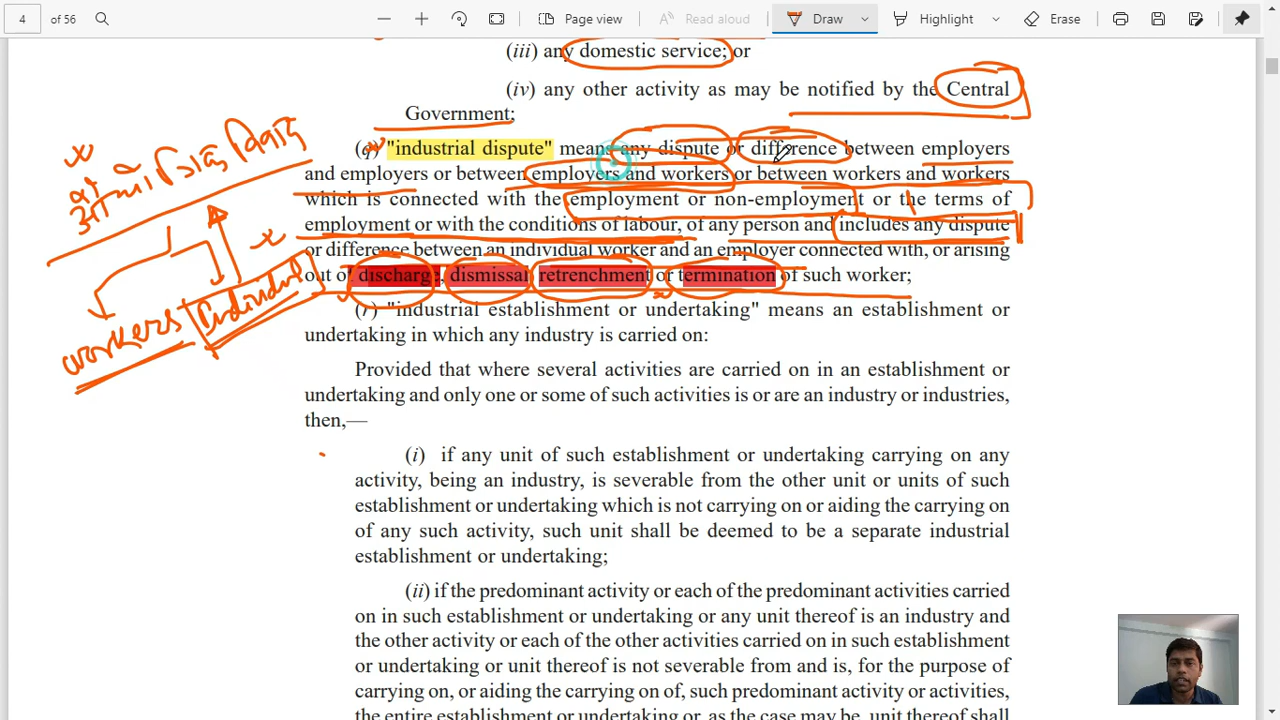 4 of 56 Page view Read aloud Draw Highlight Erase
(iii) any domestic service; or
(iv) any other activity as may be notified by the Central
Government;
(q) "industrial dispute" means any dispute or difference between employers
and employers or between employers and workers or between workers and workers
which is connected with the employment or non-employment or the terms of
employment or with the conditions of labour, of any person and includes any dispute
or difference between an individual worker and an employer connected with, or arising
out of discharge, dismissal retrenchment or termination of such worker;
workers Individual
(r) "industrial establishment or undertaking" means an establishment or
undertaking in which any industry is carried on:
Provided that where several activities are carried on in an establishment or
undertaking and only one or some of such activities is or are an industry or industries,
then,—
(i) if any unit of such establishment or undertaking carrying on any
activity, being an industry, is severable from the other unit or units of such
establishment or undertaking which is not carrying on or aiding the carrying on
of any such activity, such unit shall be deemed to be a separate industrial
establishment or undertaking;
(ii) if the predominant activity or each of the predominant activities carried
on in such establishment or undertaking or any unit thereof is an industry and
the other activity or each of the other activities carried on in such establishment
or undertaking or unit thereof is not severable from and is, for the purpose of
carrying on, or aiding the carrying on of, such predominant activity or activities,
the entire establishment or undertaking or, as the case may be, unit thereof shall